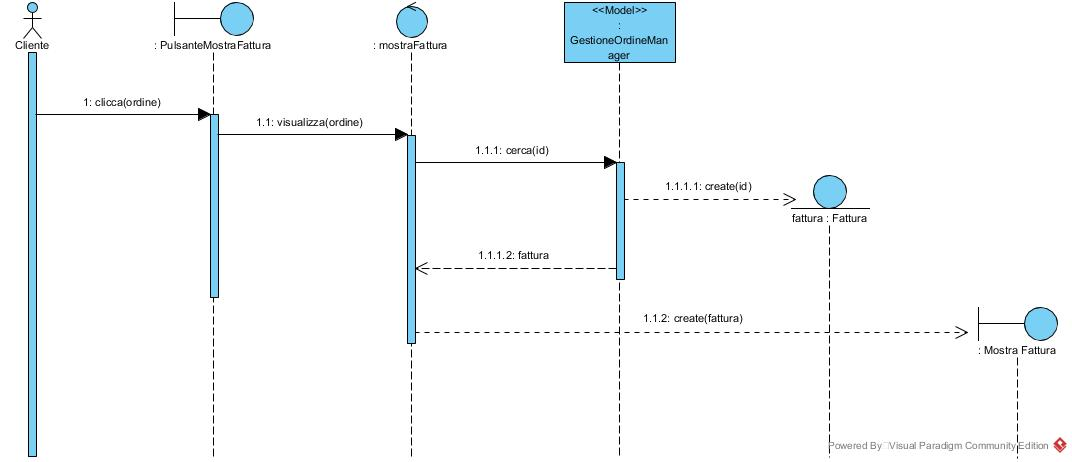 <<Model>>
:
GestioneOrdineMan
ager
Cliente
: PulsanteMostraFattura
: mostraFattura
1: clicca(ordine)
1.1: visualizza(ordine)
1.1.1: cerca(id)
1.1.1.1: create(id)
fattura : Fattura
1.1.1.2: fattura
1.1.2: create(fattura)
: Mostra Fattura
Powered By Visual Paradigm Community Edition